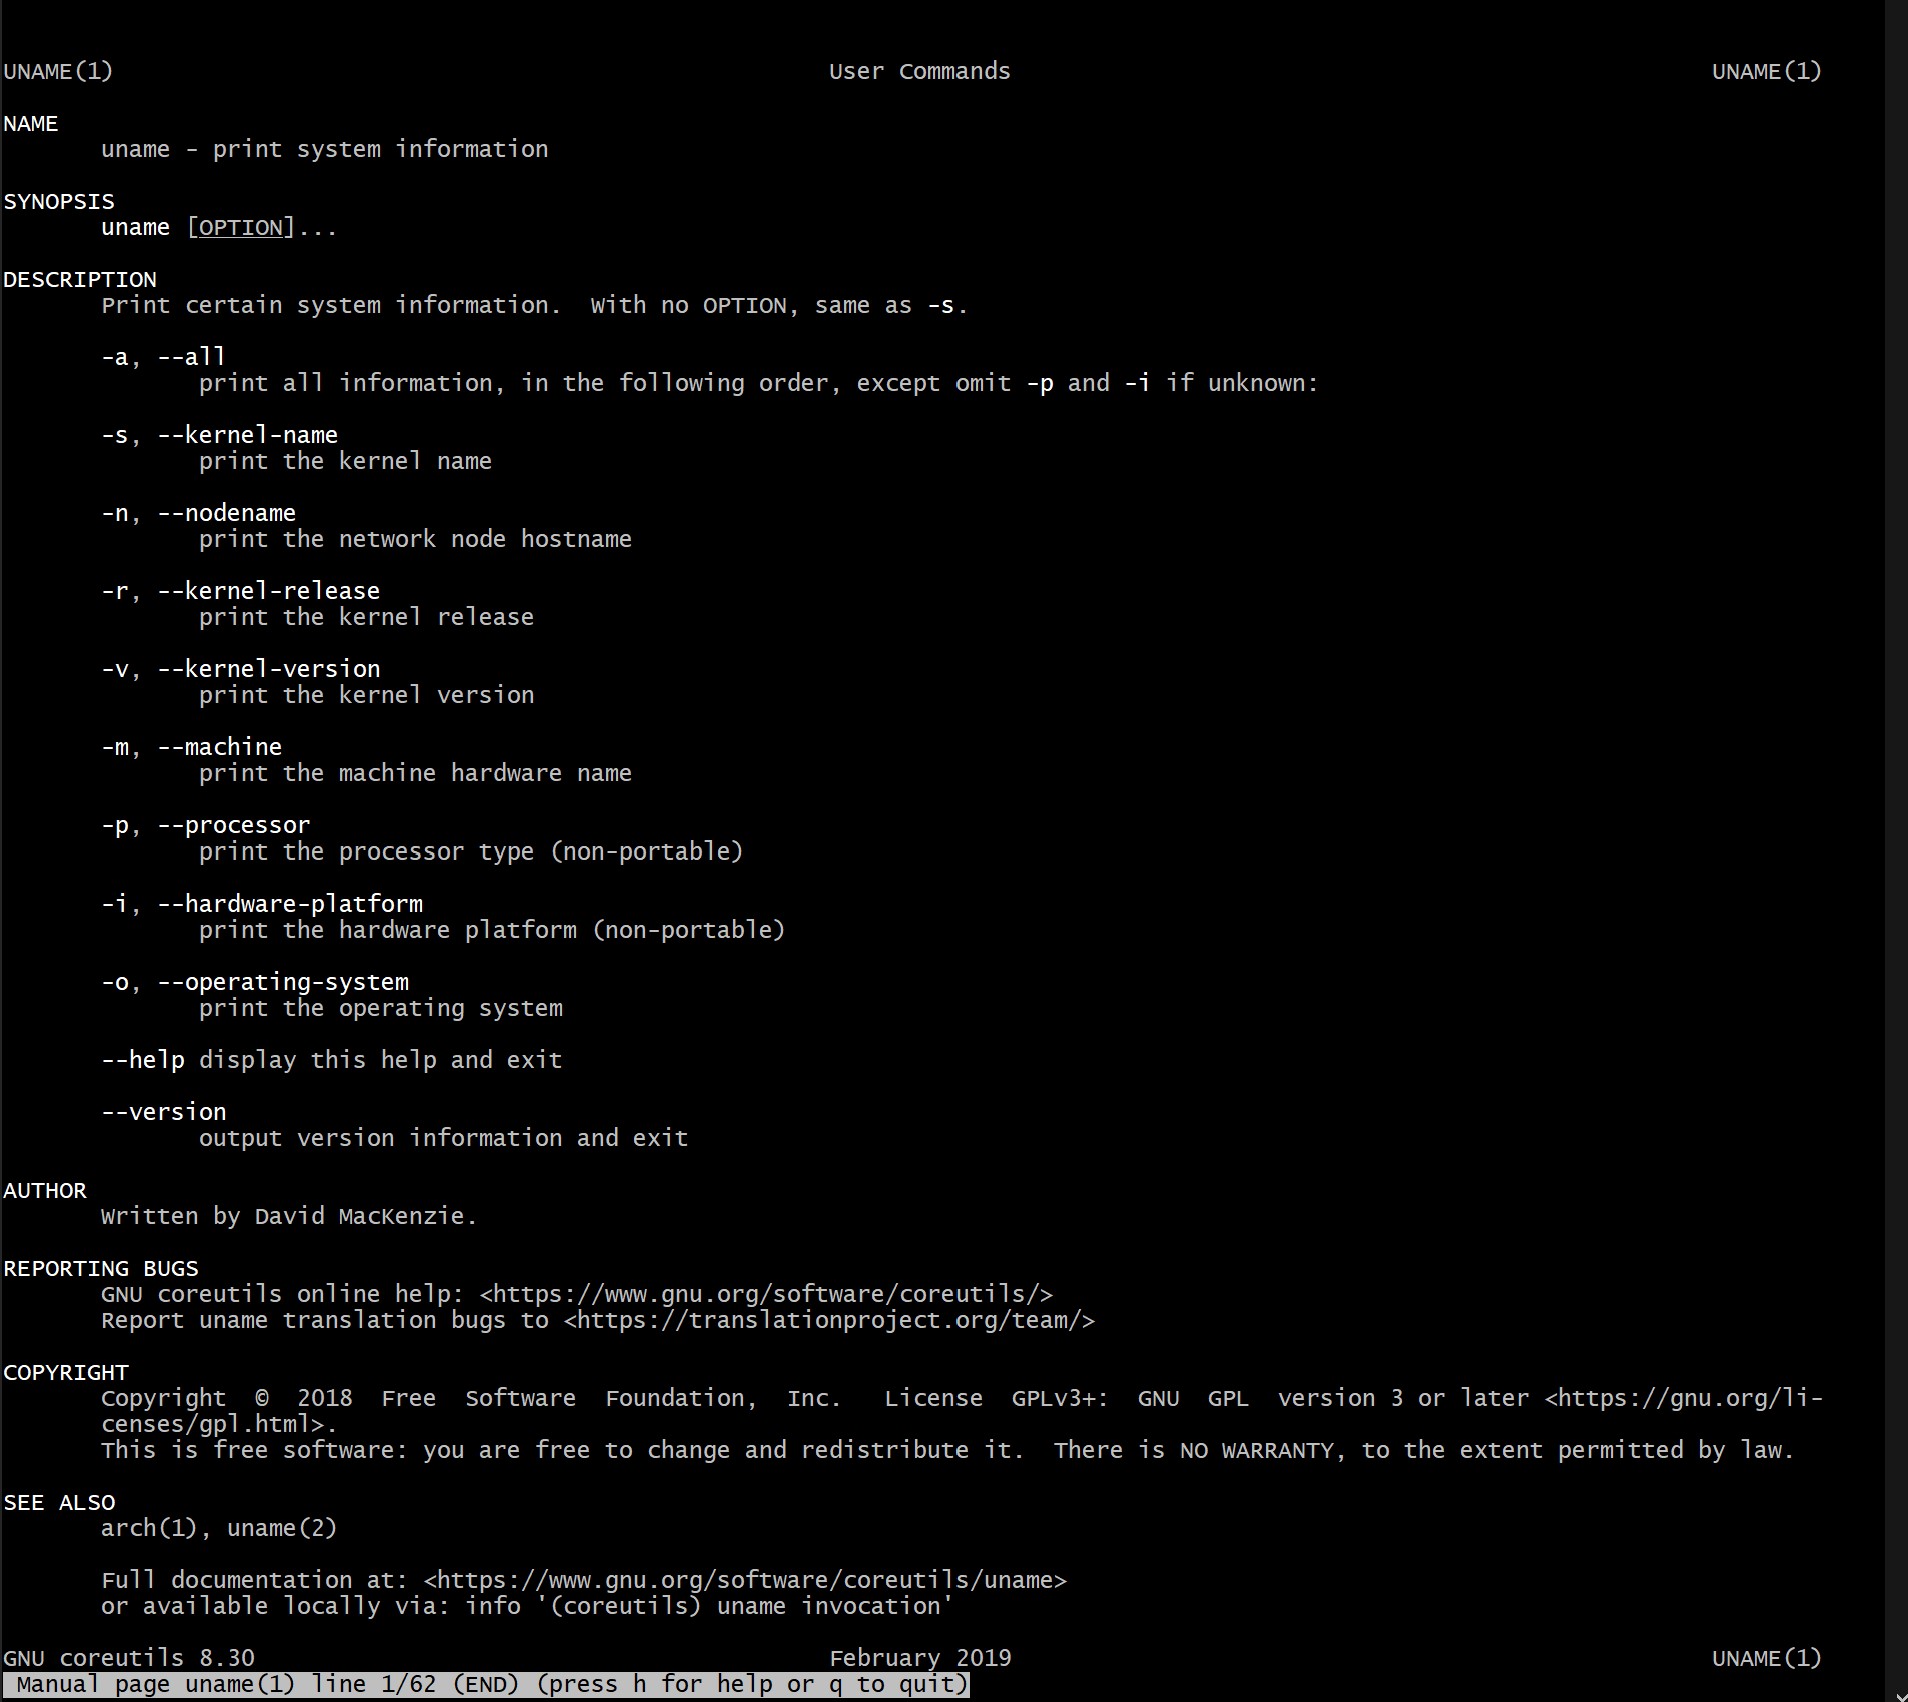 UNAME(1) User Commands UNAME(1)
NAME
uname - print system information
SYNOPSIS
uname [OPTION]...
DESCRIPTION
Print certain system information. With no OPTION, same as -s.
-a, --all
print all information, in the following order, except omit -p and -i if unknown:
-s, --kernel-name
print the kernel name
-n, --nodename
print the network node hostname
-r, --kernel-release
print the kernel release
-v, --kernel-version
print the kernel version
-m, --machine
print the machine hardware name
-p, --processor
print the processor type (non-portable)
-i, --hardware-platform
print the hardware platform (non-portable)
-o, --operating-system
print the operating system
--help display this help and exit
--version
output version information and exit
AUTHOR
Written by David MacKenzie.
REPORTING BUGS
GNU coreutils online help: <https://www.gnu.org/software/coreutils/>
Report uname translation bugs to <https://translationproject.org/team/>
COPYRIGHT
Copyright © 2018 Free Software Foundation, Inc. License GPLv3+: GNU GPL version 3 or later <https://gnu.org/li-
censes/gpl.html>.
This is free software: you are free to change and redistribute it. There is NO WARRANTY, to the extent permitted by law.
SEE ALSO
arch(1), uname(2)
Full documentation at: <https://www.gnu.org/software/coreutils/uname>
or available locally via: info '(coreutils) uname invocation'
GNU coreutils 8.30 February 2019 UNAME(1)
Manual page uname(1) line 1/62 (END) (press h for help or q to quit)